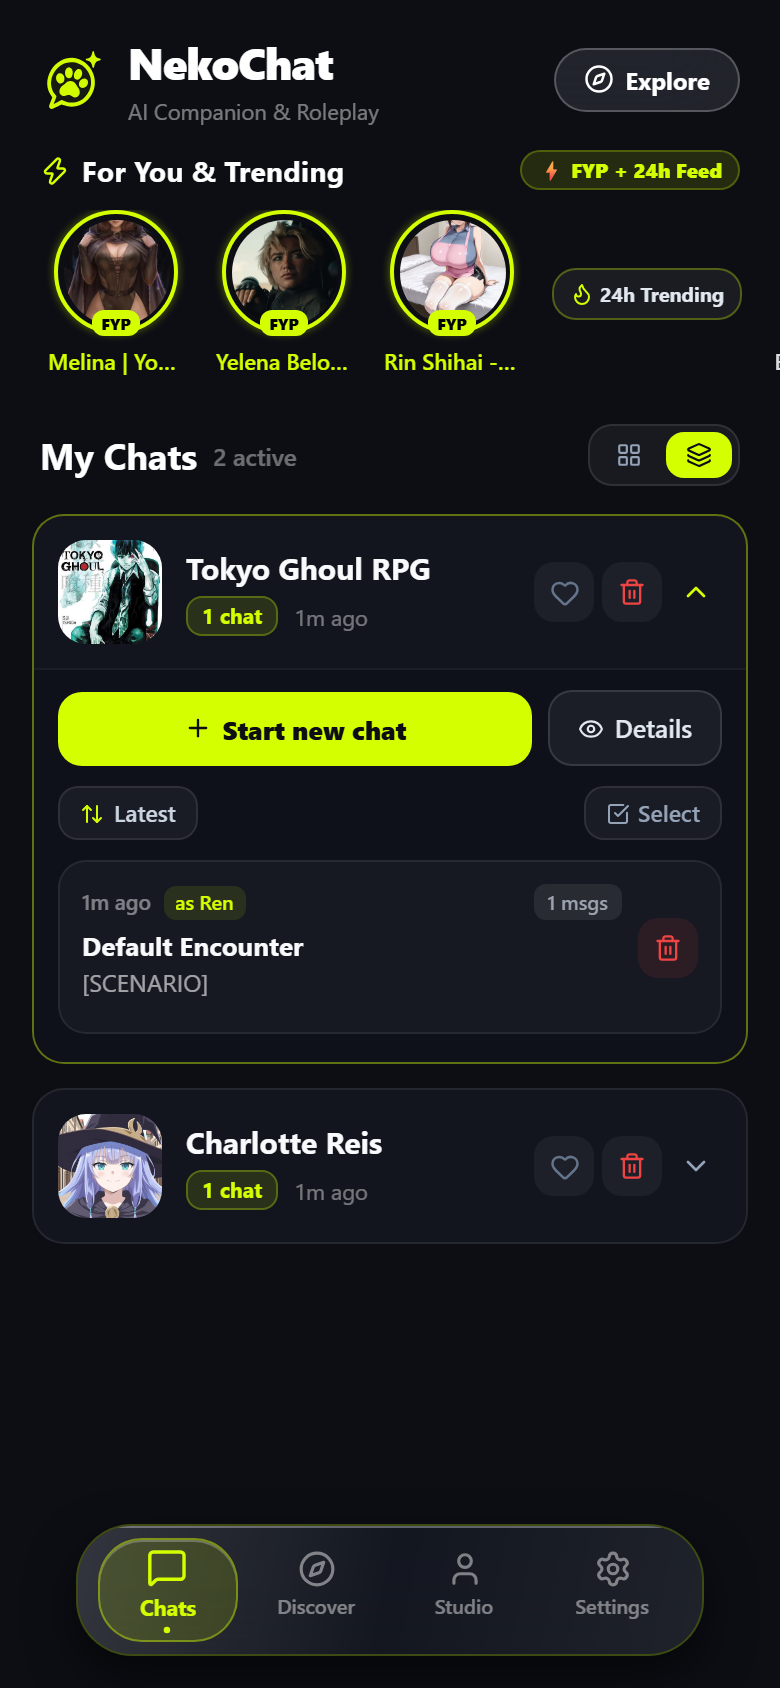 NekoChat
AI Companion & Roleplay
Explore
For You & Trending
FYP + 24h Feed
FYP
FYP
FYP
24h Trending
Melina | Yo...
Yelena Belo...
Rin Shihai -...
My Chats
2 active
TOKYO
GHOUL
Tokyo Ghoul RPG
1 chat
1m ago
Start new chat
Details
Latest
Select
1m ago
as Ren
1 msgs
Default Encounter
[SCENARIO]
Charlotte Reis
1 chat
1m ago
Chats
Discover
Studio
Settings